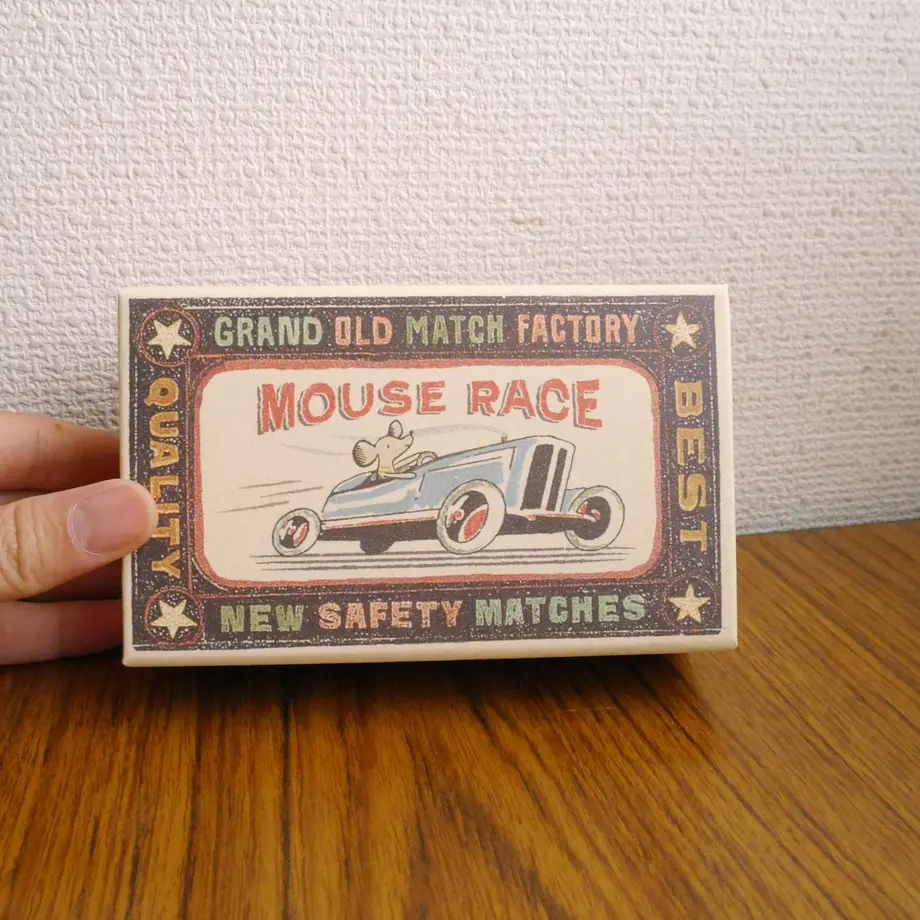 GRAND OLD MATCH FACTORY
QUALITY
MOUSE RACE
BEST
NEW SAFETY MATCHES